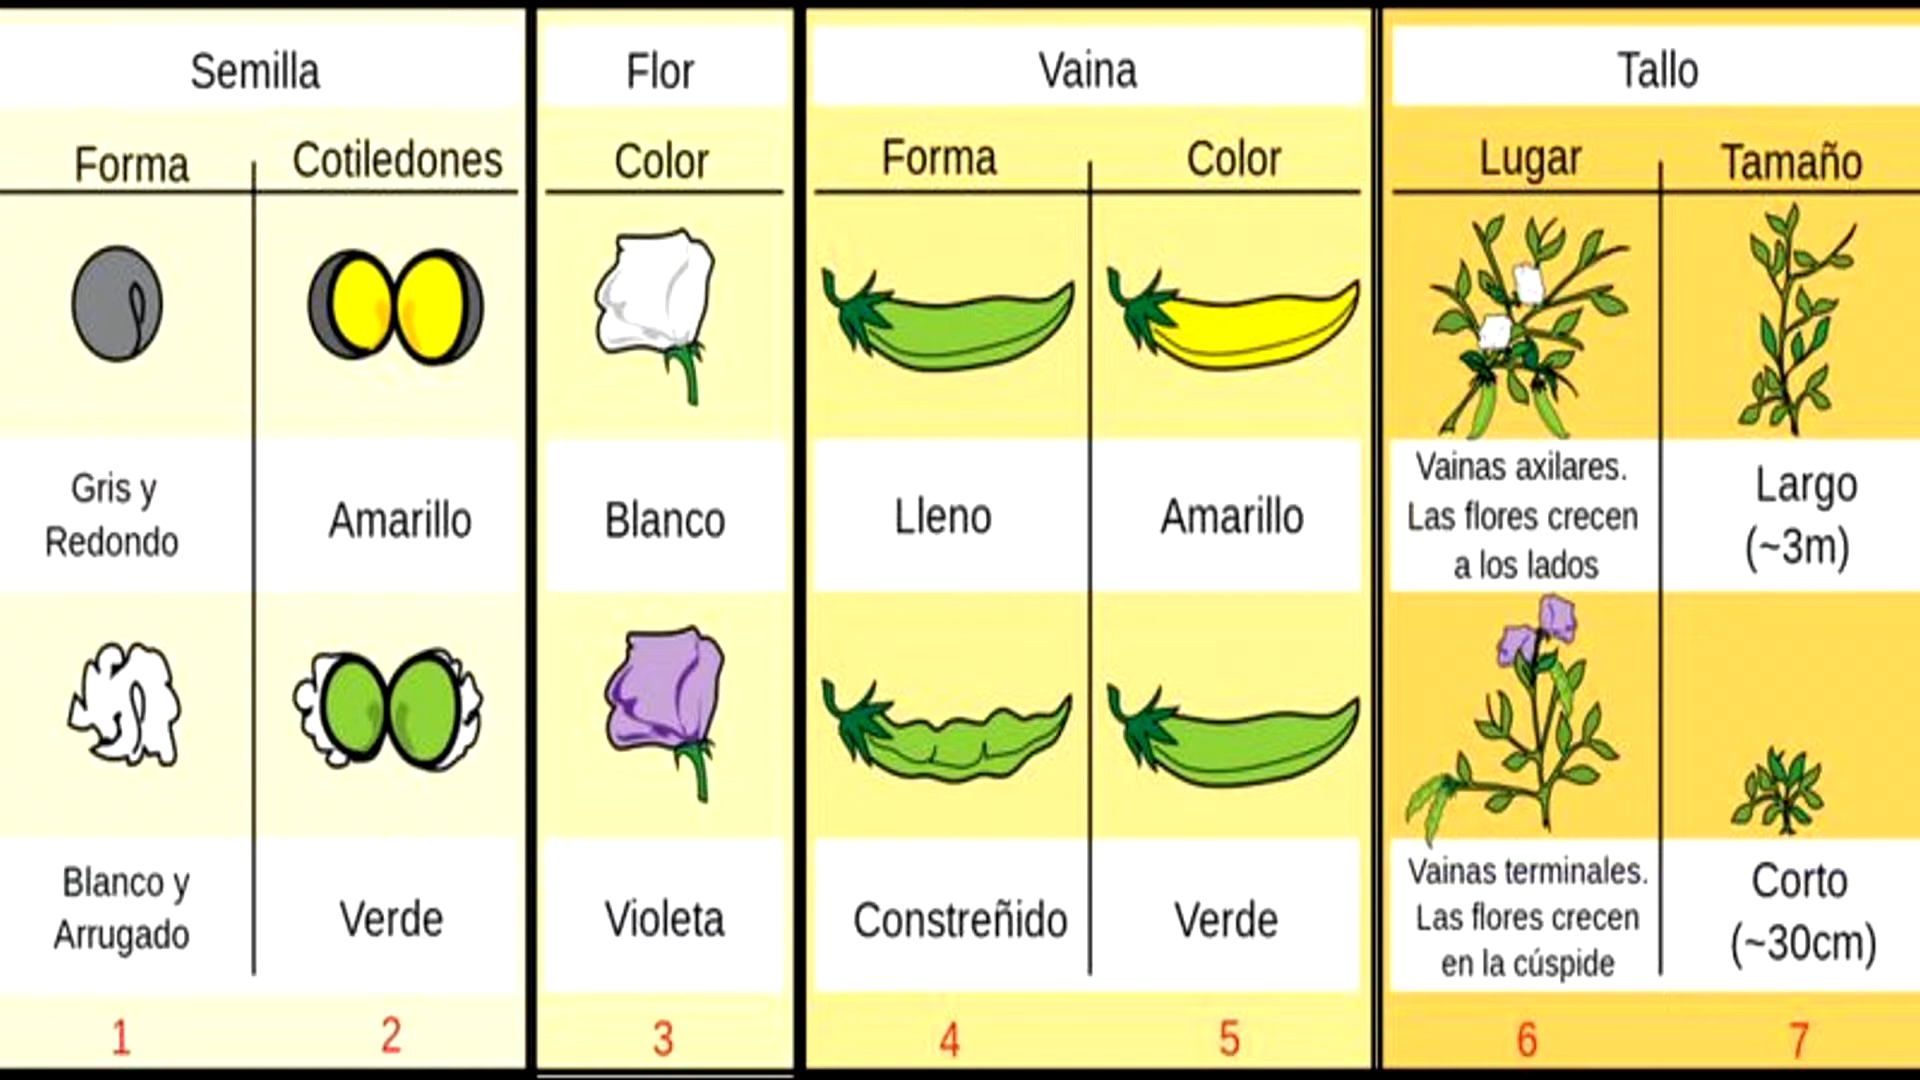 Semilla
Flor
Vaina
Tallo
Forma
Cotiledones
Color
Forma
Color
Lugar
Tamaño
Gris y
Redondo
Amarillo
Blanco
Lleno
Amarillo
Vainas axilares.
Las flores crecen
a los lados
Largo
(~3m)
Blanco y
Arrugado
Verde
Violeta
Constreñido
Verde
Vainas terminales.
Las flores crecen
en la cúspide
Corto
(~30cm)
1
2
3
4
5
6
7